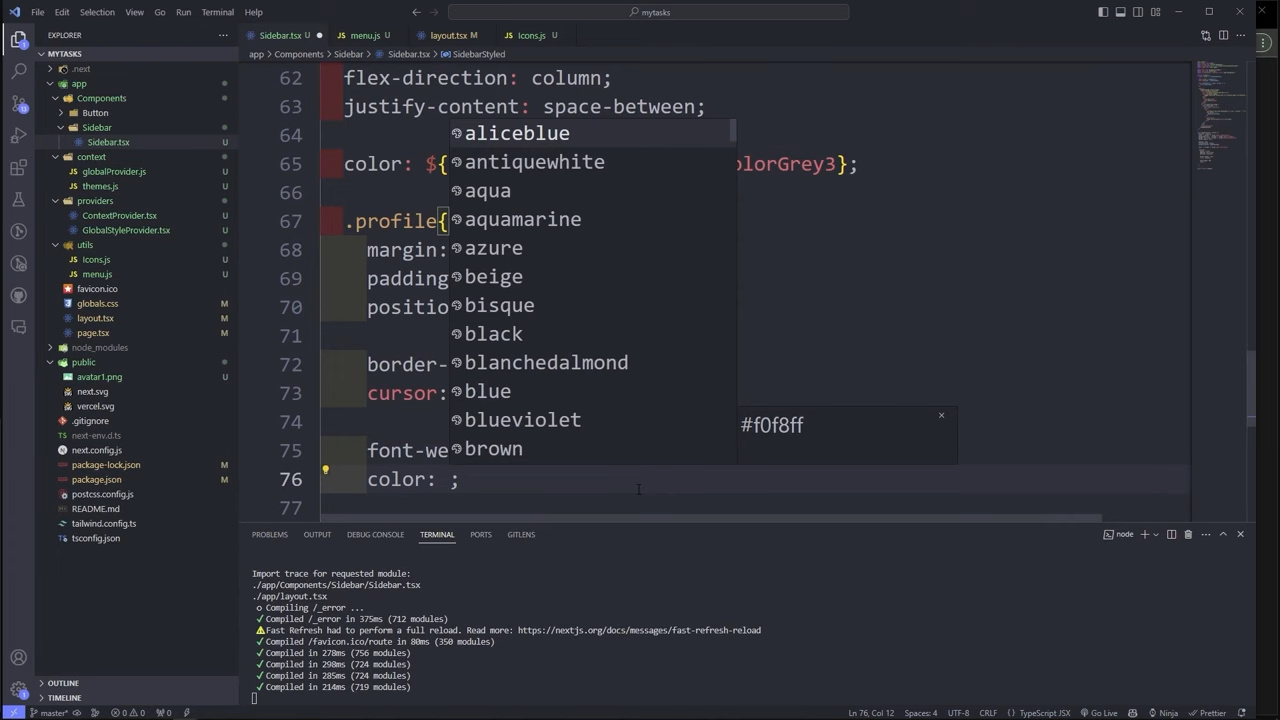 File Edit Selection View Go Run Terminal Help
mytasks
EXPLORER
Sidebar.tsx
menu.js
layout.tsx M
Icons.js
app > Components > Sidebar > Sidebar.tsx > SidebarStyled
MYTASKS
.next
app
Components
Button
Sidebar
Sidebar.tsx U
context
globalProvider.js U
themes.js U
providers
ContextProvider.tsx U
GlobalStyleProvider.tsx U
utils
Icons.js U
menu.js U
favicon.ico
globals.css M
layout.tsx M
page.tsx M
node_modules
public
avatar1.png U
next.svg
vercel.svg
.gitignore
next-env.d.ts
next.config.js
package-lock.json M
package.json M
postcss.config.js
README.md
tailwind.config.ts
tsconfig.json
OUTLINE
TIMELINE
62 flex-direction: column;
63 justify-content: space-between;
64
65 color: ${ olorGrey3};
66
67 .profile{
68 margin:
69 padding
70 positio
71
72 border-
73 cursor:
74
75 font-we
76 color: ;
77
aliceblue
antiquewhite
aqua
aquamarine
azure
beige
bisque
black
blanchedalmond
blue
blueviolet
brown
#f0f8ff
PROBLEMS OUTPUT DEBUG CONSOLE TERMINAL PORTS GITLENS
node
Import trace for requested module:
./app/Components/Sidebar/Sidebar.tsx
./app/layout.tsx
o Compiling /_error ...
✓ Compiled /_error in 375ms (712 modules)
⚠ Fast Refresh had to perform a full reload. Read more: https://nextjs.org/docs/messages/fast-refresh-reload
✓ Compiled /favicon.ico/route in 80ms (350 modules)
✓ Compiled in 278ms (756 modules)
✓ Compiled in 298ms (724 modules)
✓ Compiled in 285ms (724 modules)
✓ Compiled in 214ms (719 modules)
master* 0 0 0 Ln 76, Col 12 Spaces: 4 UTF-8 CRLF TypeScript JSX Go Live Ninja Prettier